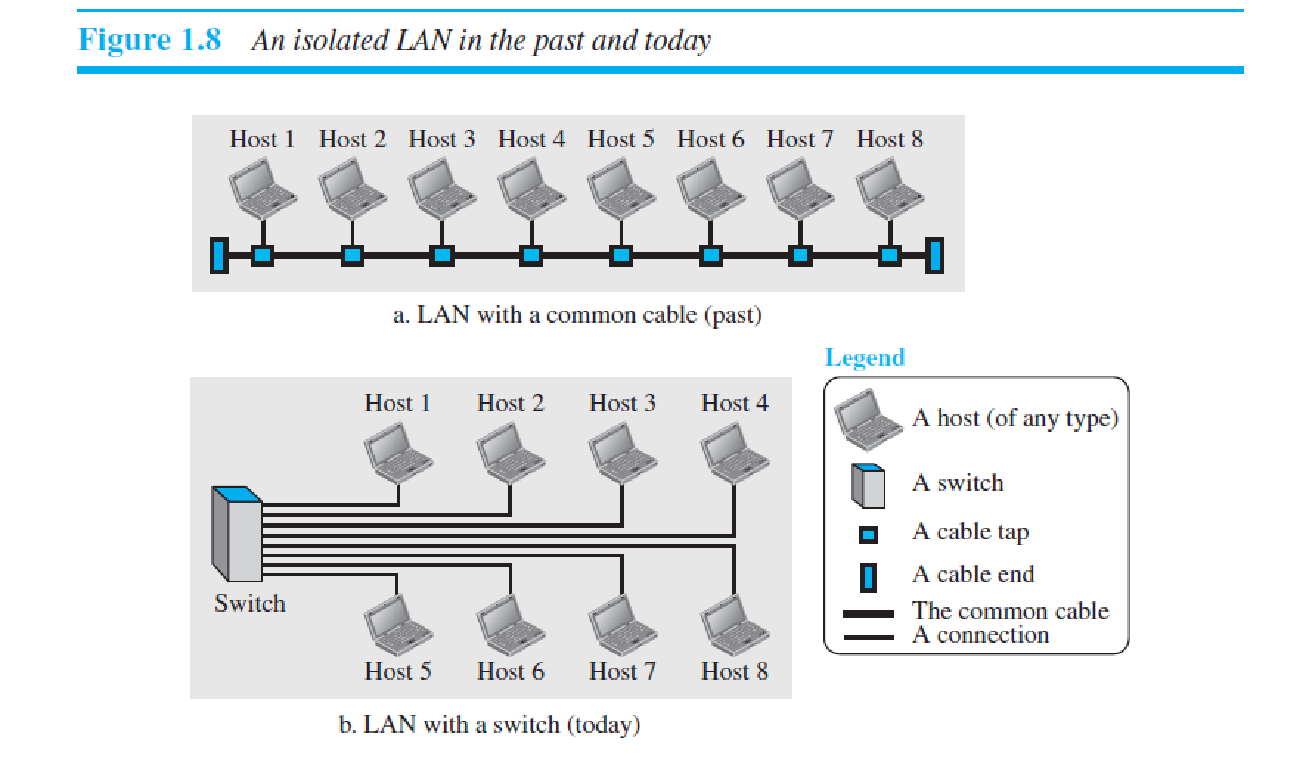 Figure 1.8 An isolated LAN in the past and today
Host 1 Host 2 Host 3 Host 4 Host 5 Host 6 Host 7 Host 8
a. LAN with a common cable (past)
Legend
A host (of any type)
A switch
A cable tap
A cable end
The common cable
A connection
Host 1 Host 2 Host 3 Host 4
Switch
Host 5 Host 6 Host 7 Host 8
b. LAN with a switch (today)